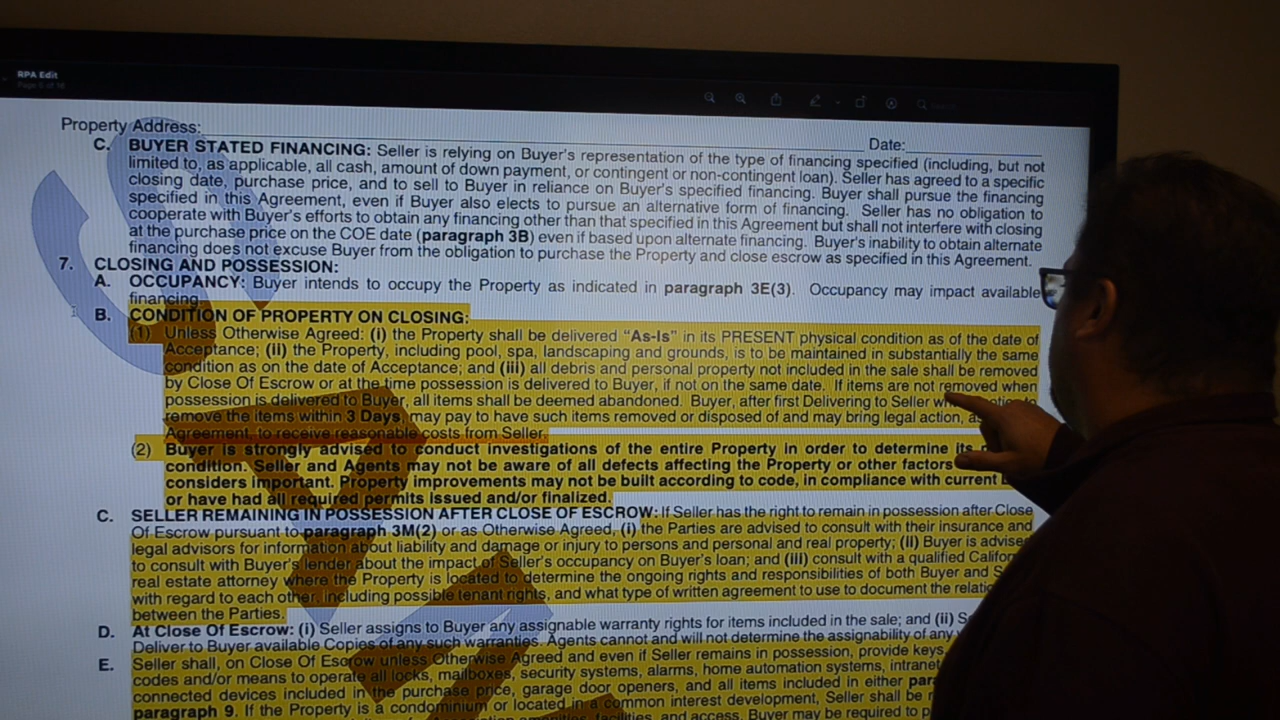 RPA Edit
Page 5 of 16
Property Address: Date:
C. BUYER STATED FINANCING: Seller is relying on Buyer's representation of the type of financing specified (including, but not
limited to, as applicable, all cash, amount of down payment, or contingent or non-contingent loan). Seller has agreed to a specific
closing date, purchase price, and to sell to Buyer in reliance on Buyer's specified financing. Buyer shall pursue the financing
specified in this Agreement, even if Buyer also elects to pursue an alternative form of financing. Seller has no obligation to
cooperate with Buyer's efforts to obtain any financing other than that specified in this Agreement but shall not interfere with closing
at the purchase price on the COE date (paragraph 3B) even if based upon alternate financing. Buyer's inability to obtain alternate
financing does not excuse Buyer from the obligation to purchase the Property and close escrow as specified in this Agreement.
7. CLOSING AND POSSESSION:
A. OCCUPANCY: Buyer intends to occupy the Property as indicated in paragraph 3E(3). Occupancy may impact available
financing.
B. CONDITION OF PROPERTY ON CLOSING:
(1) Unless Otherwise Agreed: (i) the Property shall be delivered "As-Is" in its PRESENT physical condition as of the date of
Acceptance; (ii) the Property, including pool, spa, landscaping and grounds, is to be maintained in substantially the same
condition as on the date of Acceptance; and (iii) all debris and personal property not included in the sale shall be removed
by Close Of Escrow or at the time possession is delivered to Buyer, if not on the same date. If items are not removed when
possession is delivered to Buyer, all items shall be deemed abandoned. Buyer, after first Delivering to Seller
remove the items within 3 Days, may pay to have such items removed or disposed of and may bring legal action,
Agreement, to receive reasonable costs from Seller.
(2) Buyer is strongly advised to conduct investigations of the entire Property in order to determine its
condition. Seller and Agents may not be aware of all defects affecting the Property or other factors
considers important. Property improvements may not be built according to code, in compliance with current
or have had all required permits issued and/or finalized.
C. SELLER REMAINING IN POSSESSION AFTER CLOSE OF ESCROW: If Seller has the right to remain in possession after Close
Of Escrow pursuant to paragraph 3M(2) or as Otherwise Agreed, (i) the Parties are advised to consult with their insurance and
legal advisors for information about liability and damage or injury to persons and personal and real property; (ii) Buyer is advise
to consult with Buyer's lender about the impact of Seller's occupancy on Buyer's loan; and (iii) consult with a qualified Califor
real estate attorney where the Property is located to determine the ongoing rights and responsibilities of both Buyer and S
with regard to each other, including possible tenant rights, and what type of written agreement to use to document the relatio
between the Parties.
D. At Close Of Escrow: (i) Seller assigns to Buyer any assignable warranty rights for items included in the sale; and (ii) S
Deliver to Buyer available Copies of any such warranties. Agents cannot and will not determine the assignability of any
E. Seller shall, on Close Of Escrow unless Otherwise Agreed and even if Seller remains in possession, provide keys,
codes and/or means to operate all locks, mailboxes, security systems, alarms, home automation systems, intranet
connected devices included in the purchase price, garage door openers, and all items included in either par
paragraph 9. If the Property is a condominium or located in a common interest development, Seller shall be r
facilities, and access. Buyer may be required to p